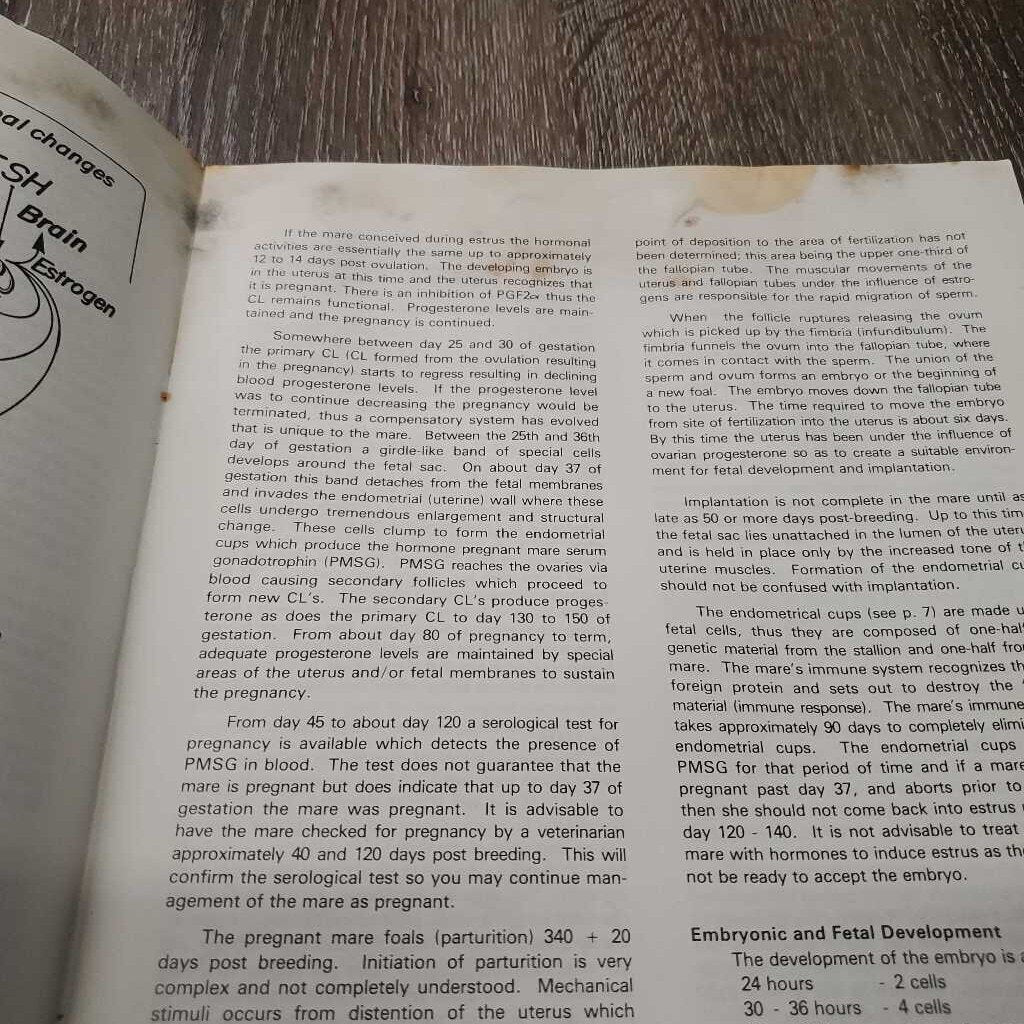 al changes
SH
Brain
Estrogen
If the mare conceived during estrus the hormonal
activities are essentially the same up to approximately
12 to 14 days post ovulation. The developing embryo is
in the uterus at this time and the uterus recognizes that
it is pregnant. There is an inhibition of PGF2α thus the
CL remains functional. Progesterone levels are main-
tained and the pregnancy is continued.
Somewhere between day 25 and 30 of gestation
the primary CL (CL formed from the ovulation resulting
in the pregnancy) starts to regress resulting in declining
blood progesterone levels. If the progesterone level
was to continue decreasing the pregnancy would be
terminated, thus a compensatory system has evolved
that is unique to the mare. Between the 25th and 36th
day of gestation a girdle-like band of special cells
develops around the fetal sac. On about day 37 of
gestation this band detaches from the fetal membranes
and invades the endometrial (uterine) wall where these
cells undergo tremendous enlargement and structural
change. These cells clump to form the endometrial
cups which produce the hormone pregnant mare serum
gonadotrophin (PMSG). PMSG reaches the ovaries via
blood causing secondary follicles which proceed to
form new CL's. The secondary CL's produce proges-
terone as does the primary CL to day 130 to 150 of
gestation. From about day 80 of pregnancy to term,
adequate progesterone levels are maintained by special
areas of the uterus and/or fetal membranes to sustain
the pregnancy.
From day 45 to about day 120 a serological test for
pregnancy is available which detects the presence of
PMSG in blood. The test does not guarantee that the
mare is pregnant but does indicate that up to day 37 of
gestation the mare was pregnant. It is advisable to
have the mare checked for pregnancy by a veterinarian
approximately 40 and 120 days post breeding. This will
confirm the serological test so you may continue man-
agement of the mare as pregnant.
The pregnant mare foals (parturition) 340 + 20
days post breeding. Initiation of parturition is very
complex and not completely understood. Mechanical
stimuli occurs from distention of the uterus which
point of deposition to the area of fertilization has not
been determined; this area being the upper one-third of
the fallopian tube. The muscular movements of the
uterus and fallopian tubes under the influence of estro-
gens are responsible for the rapid migration of sperm.
When the follicle ruptures releasing the ovum
which is picked up by the fimbria (infundibulum). The
fimbria funnels the ovum into the fallopian tube, where
it comes in contact with the sperm. The union of the
sperm and ovum forms an embryo or the beginning of
a new foal. The embryo moves down the fallopian tube
to the uterus. The time required to move the embryo
from site of fertilization into the uterus is about six days.
By this time the uterus has been under the influence of
ovarian progesterone so as to create a suitable environ-
ment for fetal development and implantation.
Implantation is not complete in the mare until as
late as 50 or more days post-breeding. Up to this tim
the fetal sac lies unattached in the lumen of the uter
and is held in place only by the increased tone of t
uterine muscles. Formation of the endometrial cu
should not be confused with implantation.
The endometrical cups (see p. 7) are made u
fetal cells, thus they are composed of one-half
genetic material from the stallion and one-half fro
mare. The mare's immune system recognizes th
foreign protein and sets out to destroy the
material (immune response). The mare's immune
takes approximately 90 days to completely elimi
endometrial cups. The endometrial cups
PMSG for that period of time and if a mare
pregnant past day 37, and aborts prior to
then she should not come back into estrus
day 120 - 140. It is not advisable to treat
mare with hormones to induce estrus as the
not be ready to accept the embryo.
Embryonic and Fetal Development
The development of the embryo is a
24 hours - 2 cells
30 - 36 hours - 4 cells